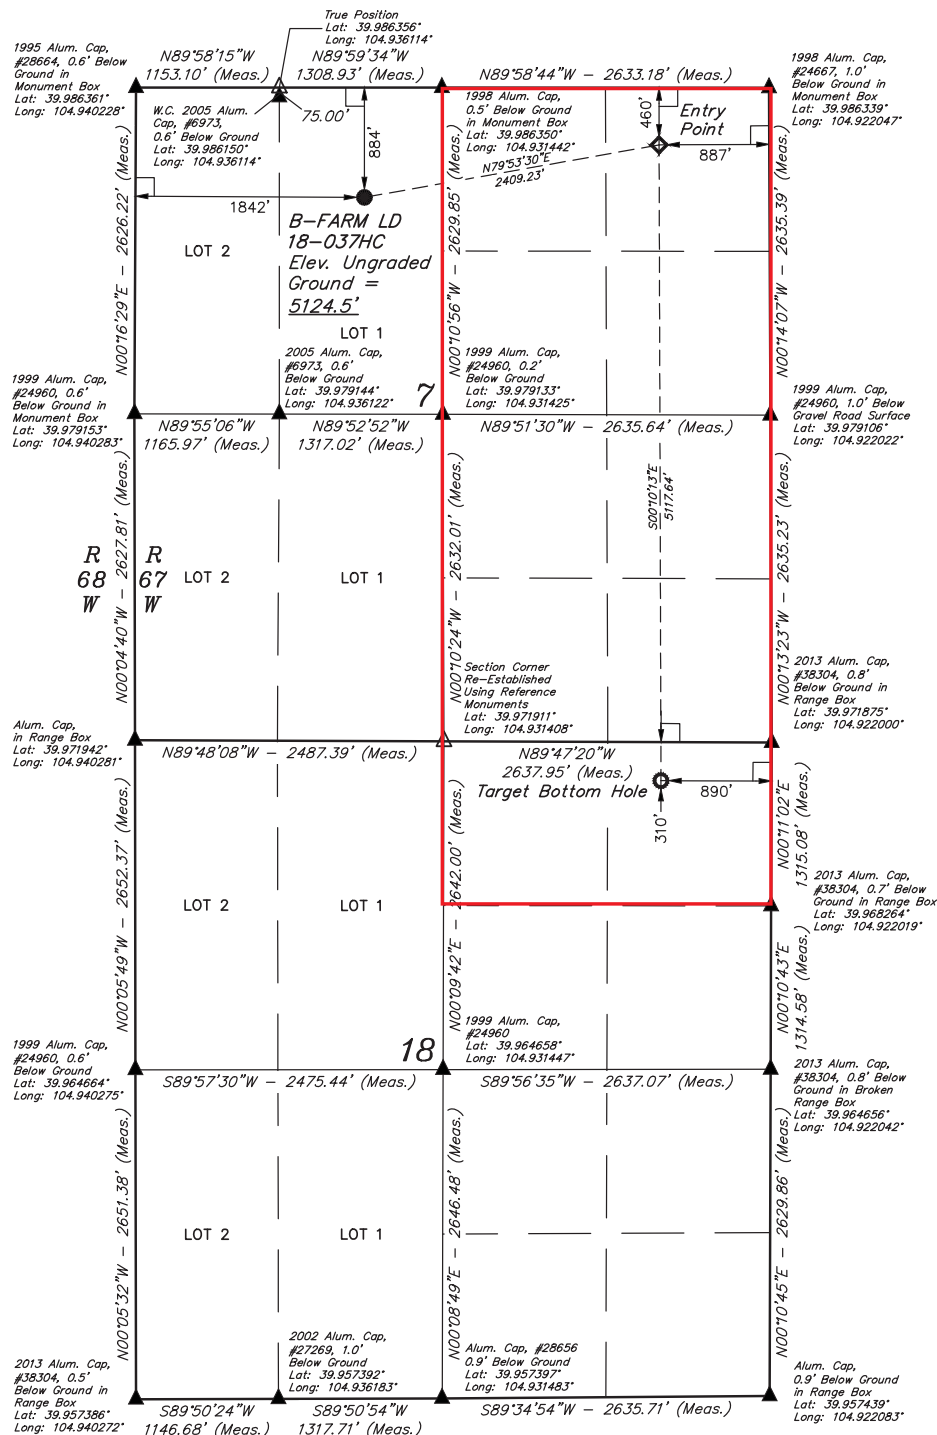 True Position
Lat: 39.986356°
Long: 104.936114°
1995 Alum. Cap,
#28664, 0.6' Below
Ground in
Monument Box
Lat: 39.986361°
Long: 104.940228°
N89°58'15"W
1153.10' (Meas.)
N89°59'34"W
1308.93' (Meas.)
N89°58'44"W – 2633.18' (Meas.)
1998 Alum. Cap,
#24667, 1.0'
Below Ground in
Monument Box
Lat: 39.986339°
Long: 104.922047°
W.C. 2005 Alum.
Cap, #6973,
0.6' Below Ground
Lat: 39.986150°
Long: 104.936114°
75.00'
884'
1998 Alum. Cap,
0.5' Below Ground
in Monument Box
Lat: 39.986350°
Long: 104.931442°
460'
Entry
Point
887'
N79°53'30"E
2409.23'
1842'
N00°16'29"E – 2626.22' (Meas.)
N00°10'56"W – 2629.85' (Meas.)
N00°14'07"W – 2635.39' (Meas.)
B–FARM LD
18–037HC
Elev. Ungraded
Ground =
5124.5'
LOT 2
LOT 1
1999 Alum. Cap,
#24960, 0.6'
Below Ground in
Monument Box
Lat: 39.979153°
Long: 104.940283°
2005 Alum. Cap,
#6973, 0.6'
Below Ground
Lat: 39.979144°
Long: 104.936122°
7
1999 Alum. Cap,
#24960, 0.2'
Below Ground
Lat: 39.979133°
Long: 104.931425°
1999 Alum. Cap,
#24960, 1.0' Below
Gravel Road Surface
Lat: 39.979106°
Long: 104.922022°
N89°55'06"W
1165.97' (Meas.)
N89°52'52"W
1317.02' (Meas.)
N89°51'30"W – 2635.64' (Meas.)
S00°10'13"E
5117.64'
N00°04'40"W – 2627.81' (Meas.)
N00°10'24"W – 2632.01' (Meas.)
N00°13'23"W – 2635.23' (Meas.)
R
68
W
R
67
W
LOT 2
LOT 1
Section Corner
Re–Established
Using Reference
Monuments
Lat: 39.971911°
Long: 104.931408°
2013 Alum. Cap,
#38304, 0.8'
Below Ground in
Range Box
Lat: 39.971875°
Long: 104.922000°
Alum. Cap,
in Range Box
Lat: 39.971942°
Long: 104.940281°
N89°48'08"W – 2487.39' (Meas.)
N89°47'20"W
2637.95' (Meas.)
Target Bottom Hole
890'
310'
N00°11'02"E
1315.08' (Meas.)
N00°05'49"W – 2652.37' (Meas.)
N00°09'42"E – 2642.00' (Meas.)
2013 Alum. Cap,
#38304, 0.7' Below
Ground in Range Box
Lat: 39.968264°
Long: 104.922019°
LOT 2
LOT 1
N00°10'43"E
1314.58' (Meas.)
1999 Alum. Cap,
#24960, 0.6'
Below Ground
Lat: 39.964664°
Long: 104.940275°
18
1999 Alum. Cap,
#24960
Lat: 39.964658°
Long: 104.931447°
2013 Alum. Cap,
#38304, 0.8' Below
Ground in Broken
Range Box
Lat: 39.964656°
Long: 104.922042°
S89°57'30"W – 2475.44' (Meas.)
S89°56'35"W – 2637.07' (Meas.)
N00°05'32"W – 2651.38' (Meas.)
N00°08'49"E – 2646.48' (Meas.)
N00°10'45"E – 2629.86' (Meas.)
LOT 2
LOT 1
2013 Alum. Cap,
#38304, 0.5'
Below Ground in
Range Box
Lat: 39.957386°
Long: 104.940272°
2002 Alum. Cap,
#27269, 1.0'
Below Ground
Lat: 39.957392°
Long: 104.936183°
Alum. Cap, #28656
0.9' Below Ground
Lat: 39.957397°
Long: 104.931483°
Alum. Cap,
0.9' Below Ground
in Range Box
Lat: 39.957439°
Long: 104.922083°
S89°50'24"W
1146.68' (Meas.)
S89°50'54"W
1317.71' (Meas.)
S89°34'54"W – 2635.71' (Meas.)